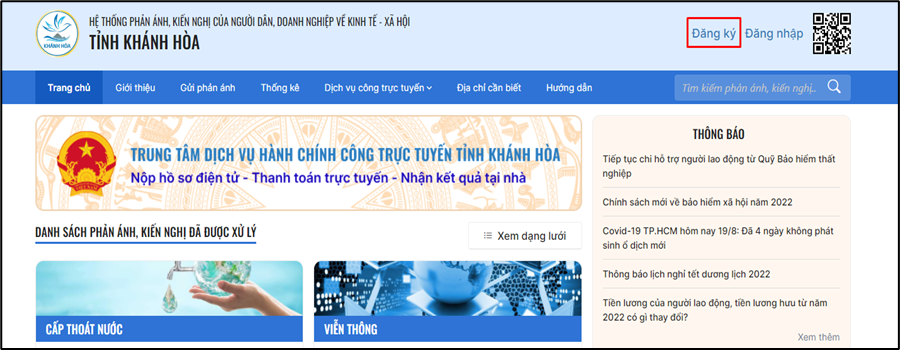 HỆ THỐNG PHẢN ÁNH, KIẾN NGHỊ CỦA NGƯỜI DÂN, DOANH NGHIỆP VỀ KINH TẾ - XÃ HỘI
TỈNH KHÁNH HÒA
KHÁNH HÒA
Đăng ký Đăng nhập
Trang chủ Giới thiệu Gửi phản ánh Thống kê Dịch vụ công trực tuyến Địa chỉ cần biết Hướng dẫn Tìm kiếm phản ánh, kiến nghị..
TRUNG TÂM DỊCH VỤ HÀNH CHÍNH CÔNG TRỰC TUYẾN TỈNH KHÁNH HÒA
Nộp hồ sơ điện tử - Thanh toán trực tuyến - Nhận kết quả tại nhà
DANH SÁCH PHẢN ÁNH, KIẾN NGHỊ ĐÃ ĐƯỢC XỬ LÝ
Xem dạng lưới
CẤP THOÁT NƯỚC
VIỄN THÔNG
THÔNG BÁO
Tiếp tục chi hỗ trợ người lao động từ Quỹ Bảo hiểm thất
nghiệp
Chính sách mới về bảo hiểm xã hội năm 2022
Covid-19 TP.HCM hôm nay 19/8: Đã 4 ngày không phát
sinh ổ dịch mới
Thông báo lịch nghỉ tết dương lịch 2022
Tiền lương của người lao động, tiền lương hưu từ năm
2022 có gì thay đổi?
Xem thêm